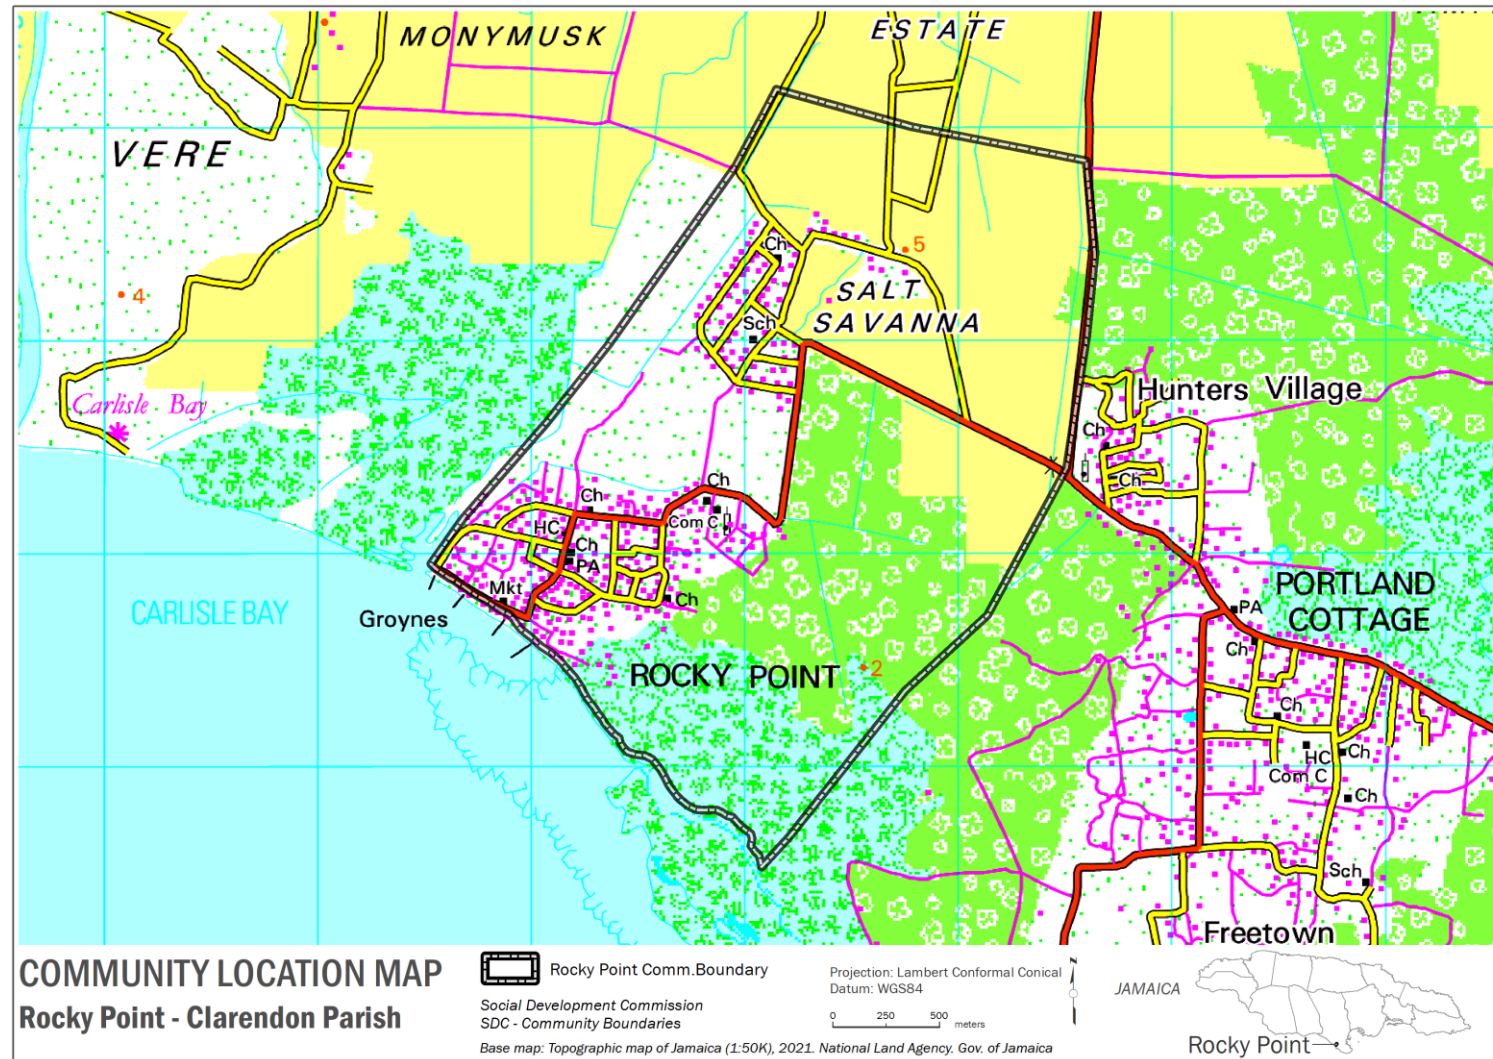 MONYMUSK
ESTATE
VERE
4
Carlisle Bay
Ch
5
SALT
SAVANNA
Sch
Hunters Village
Ch
Ch
Ch
Ch
Com C
HC
Ch
PA
Mkt
Ch
Groynes
CARLISLE BAY
ROCKY POINT
2
PORTLAND
COTTAGE
PA
Ch
Ch
HC
Ch
Com C
Ch
Sch
Freetown
COMMUNITY LOCATION MAP
Rocky Point - Clarendon Parish
Rocky Point Comm.Boundary
Social Development Commission
SDC - Community Boundaries
Base map: Topographic map of Jamaica (1:50K), 2021. National Land Agency. Gov. of Jamaica
Projection: Lambert Conformal Conical
Datum: WGS84
0 250 500 meters
N
JAMAICA
Rocky Point